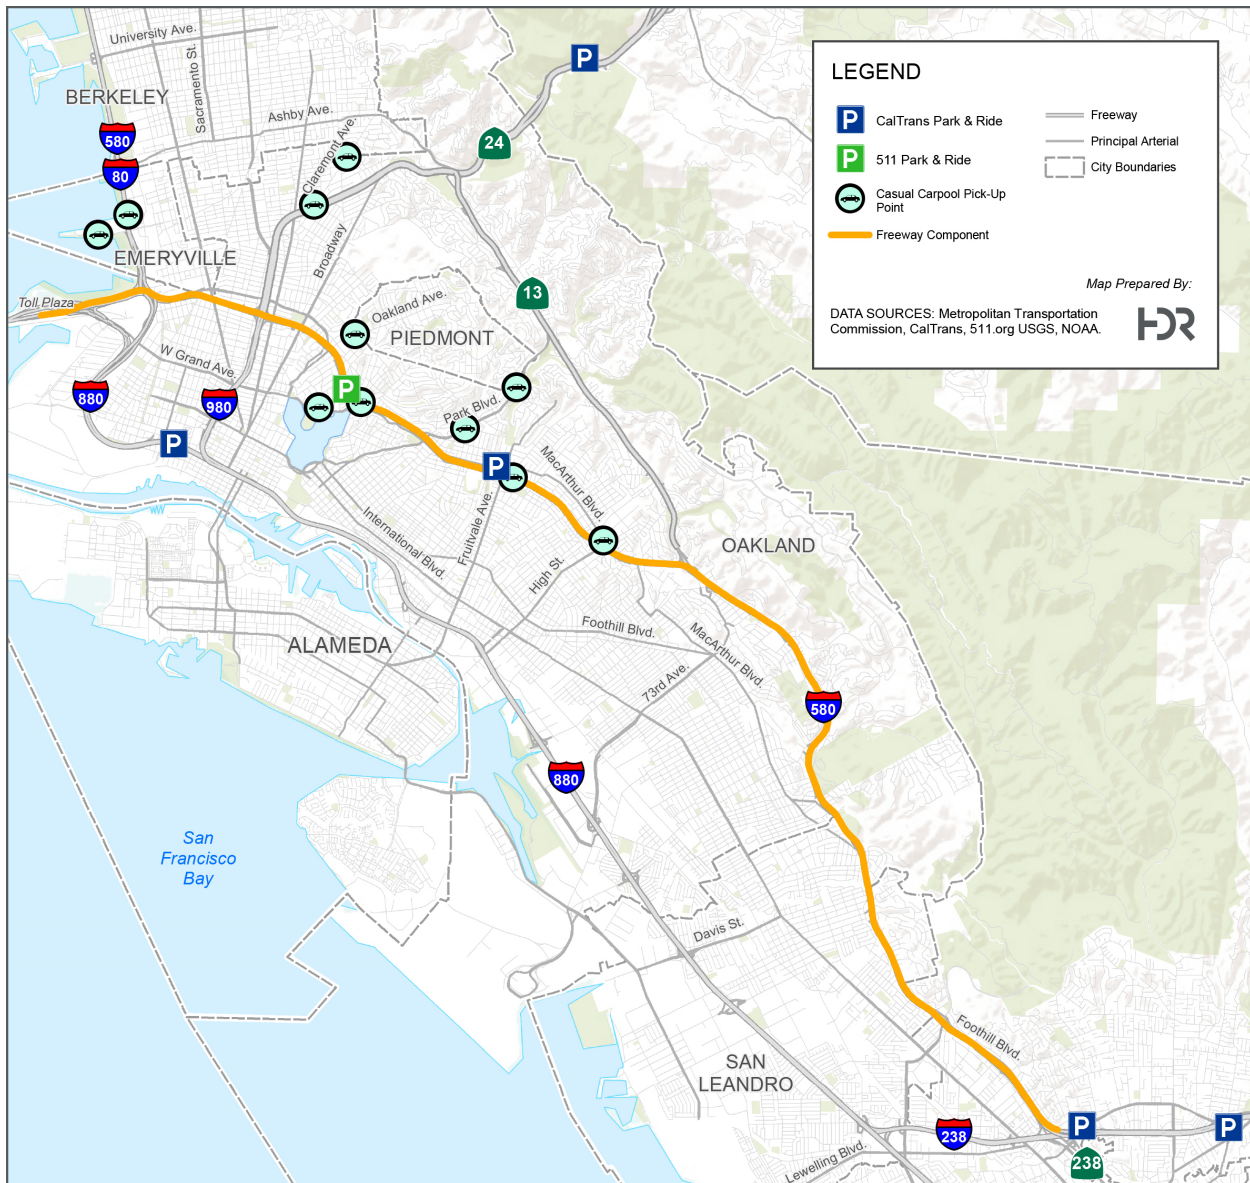 University Ave.
Sacramento St.
BERKELEY
Ashby Ave.
580
80
Claremont Ave.
24
P
EMERYVILLE
Broadway
Toll Plaza
13
Oakland Ave.
PIEDMONT
W Grand Ave.
880
980
P
Park Blvd.
P
P
MacArthur Blvd.
International Blvd.
Fruitvale Ave.
High St.
OAKLAND
Foothill Blvd.
ALAMEDA
MacArthur Blvd.
73rd Ave.
580
880
San
Francisco
Bay
Davis St.
Foothill Blvd.
SAN
LEANDRO
238
P
P
Lewelling Blvd.
238
LEGEND
P CalTrans Park & Ride
P 511 Park & Ride
Casual Carpool Pick-Up
Point
Freeway Component
Freeway
Principal Arterial
City Boundaries
Map Prepared By:
DATA SOURCES: Metropolitan Transportation
Commission, CalTrans, 511.org USGS, NOAA.
HDR